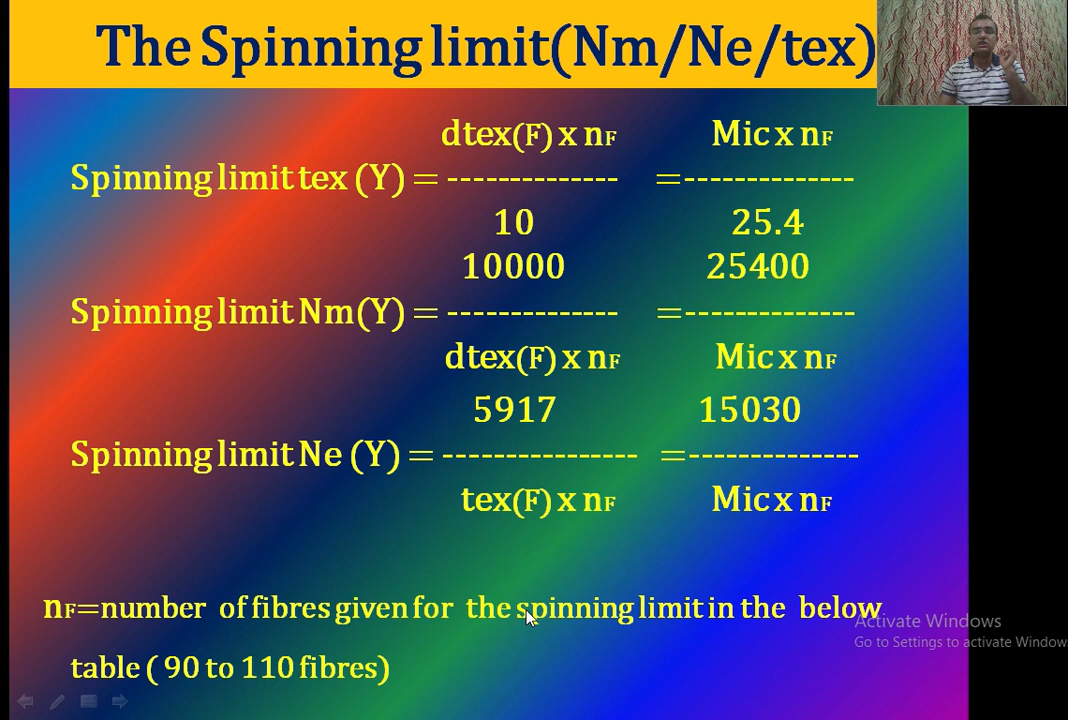 The Spinning limit(Nm/Ne/tex)
dtex(F) x nF Mic x nF
Spinning limit tex (Y) = -------------- =--------------
10 25.4
10000 25400
Spinning limit Nm(Y) = -------------- =--------------
dtex(F) x nF Mic x nF
5917 15030
Spinning limit Ne (Y) = ---------------- =--------------
tex(F) x nF Mic x nF
nF=number of fibres given for the spinning limit in the below
table ( 90 to 110 fibres)
Activate Windows
Go to Settings to activate Window